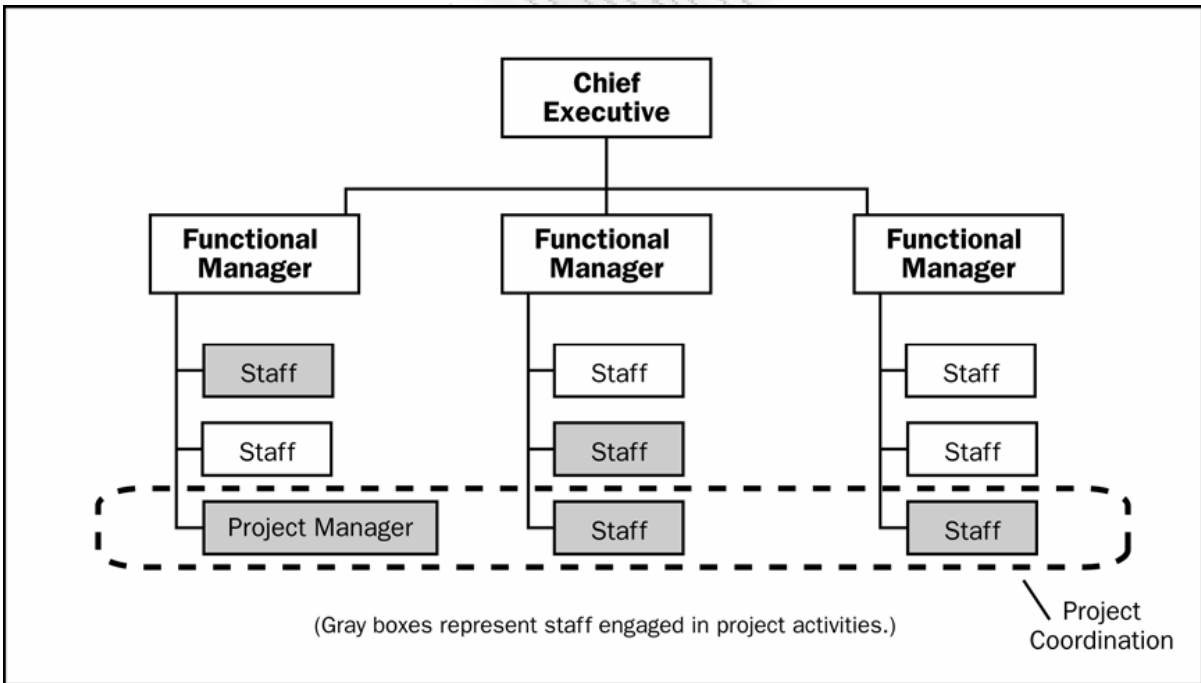 Chief
Executive
Functional
Manager
Functional
Manager
Functional
Manager
Staff
Staff
Staff
Staff
Staff
Staff
Project Manager
Staff
Staff
(Gray boxes represent staff engaged in project activities.)
Project
Coordination